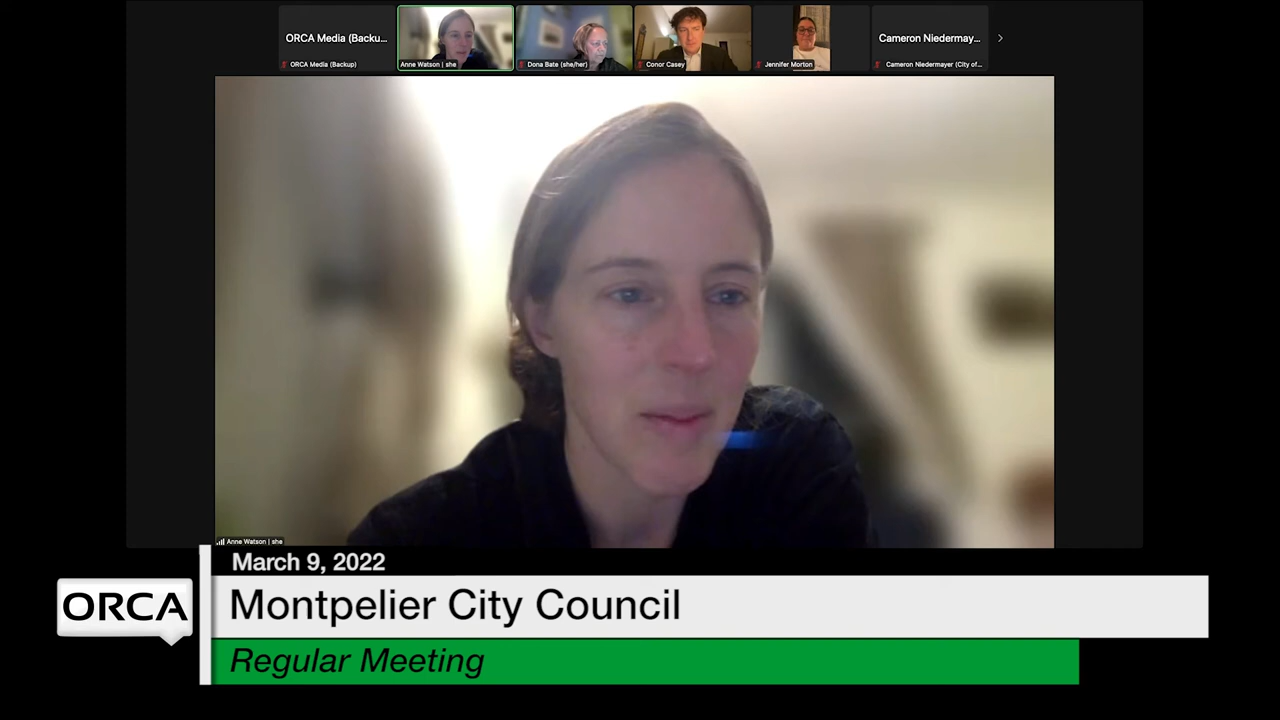 ORCA Media (Backu...
Cameron Niedermay...
ORCA Media (Backup)
Anne Watson | she
Dona Bate (she/her)
Conor Casey
Jennifer Morton
Cameron Niedermayer (City of...
Anne Watson | she
March 9, 2022
ORCA
Montpelier City Council
Regular Meeting